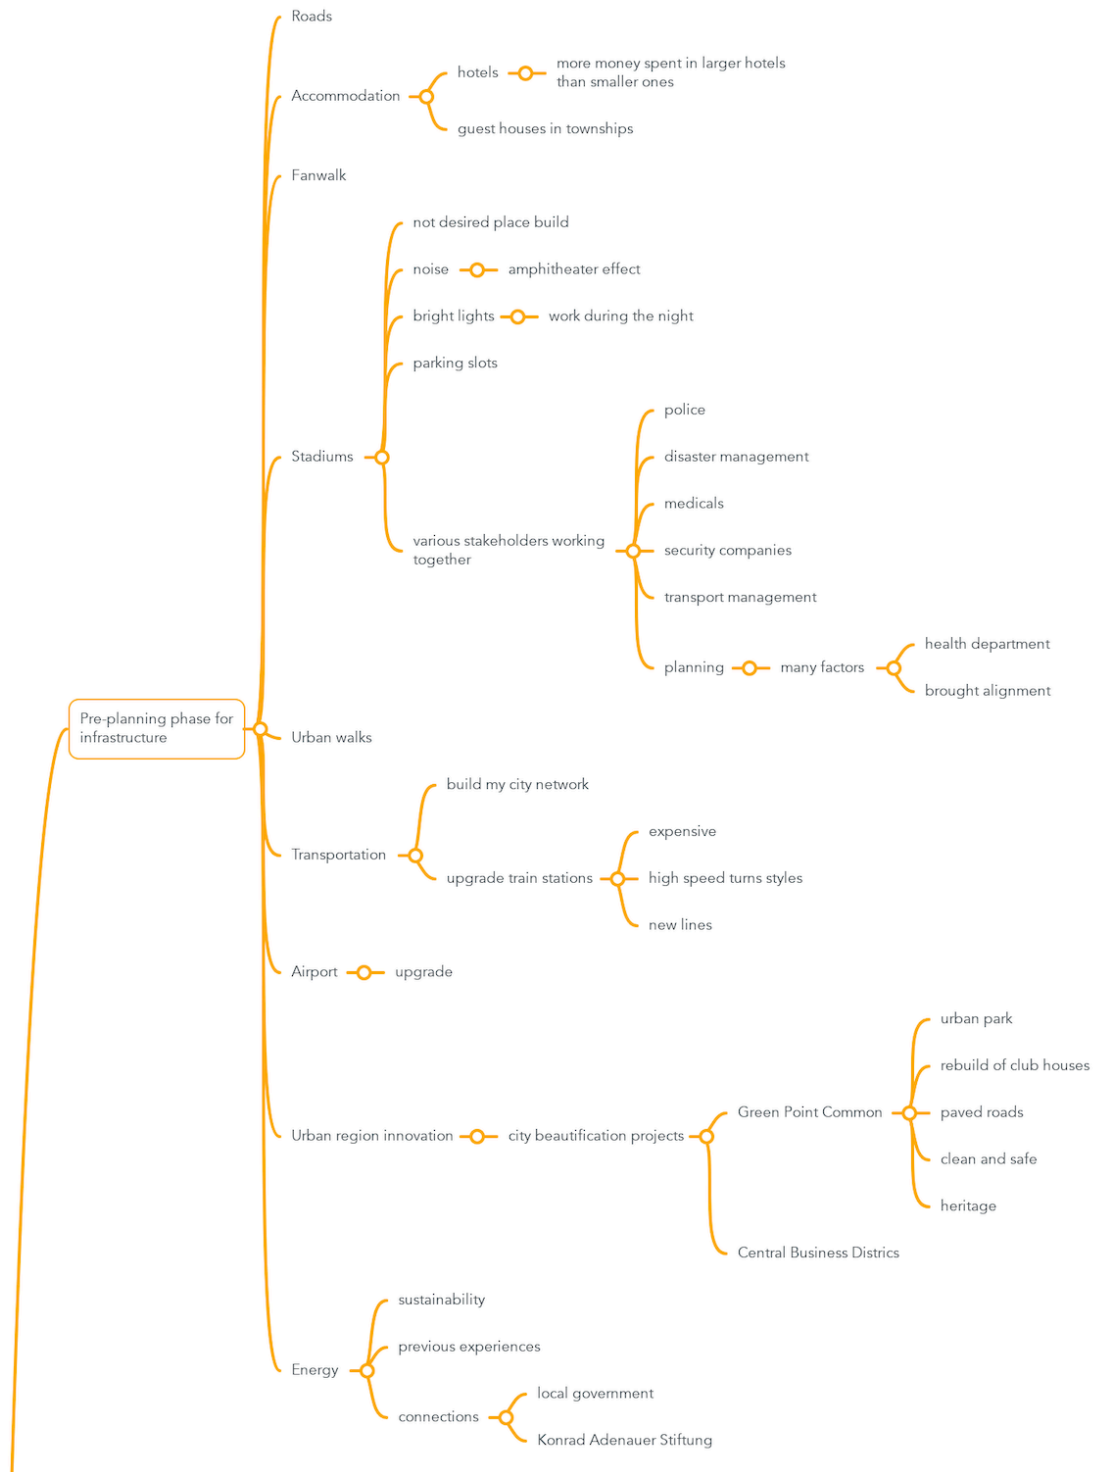 Roads
hotels
more money spent in larger hotels
than smaller ones
Accommodation
guest houses in townships
Fanwalk
not desired place build
noise
amphitheater effect
bright lights
work during the night
parking slots
police
Stadiums
disaster management
medicals
various stakeholders working
together
security companies
transport management
health department
planning
many factors
brought alignment
Pre-planning phase for
infrastructure
Urban walks
build my city network
expensive
Transportation
upgrade train stations
high speed turns styles
new lines
Airport
upgrade
urban park
rebuild of club houses
Green Point Common
paved roads
Urban region innovation
city beautification projects
clean and safe
heritage
Central Business Districs
sustainability
previous experiences
Energy
local government
connections
Konrad Adenauer Stiftung